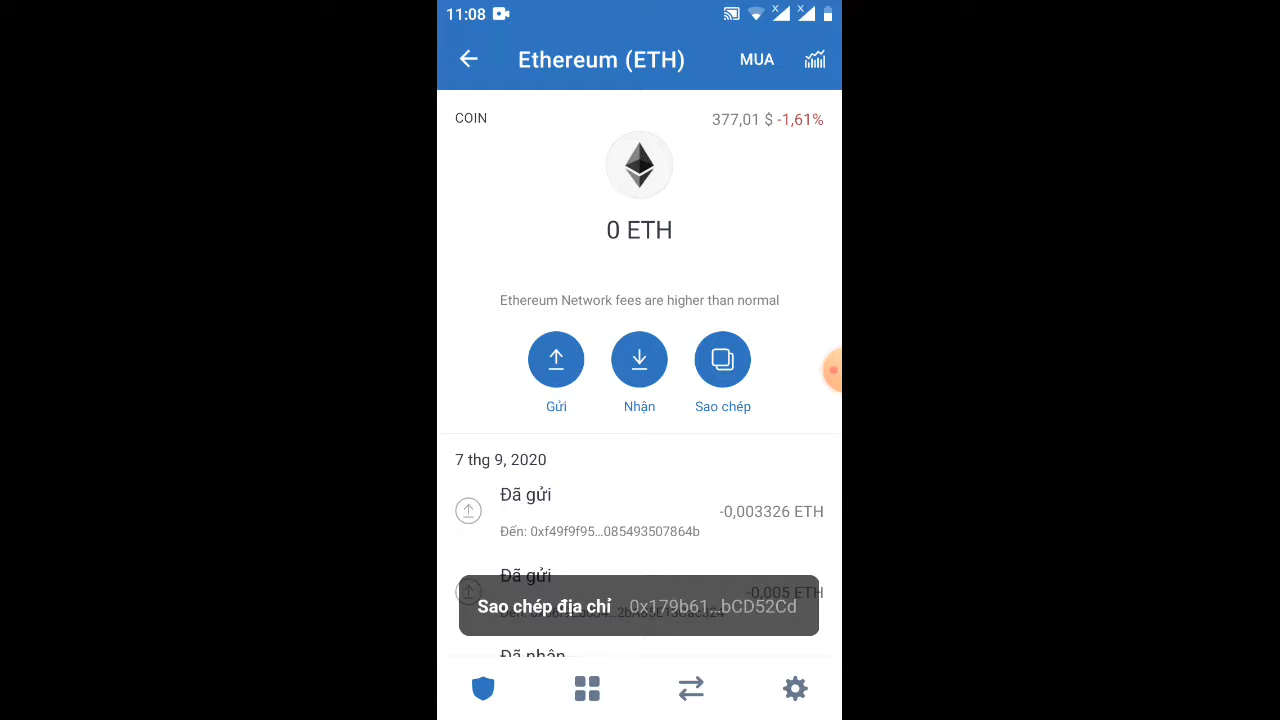 11:08
Ethereum (ETH)
MUA
COIN
377,01 $ -1,61%
0 ETH
Ethereum Network fees are higher than normal
Gửi
Nhận
Sao chép
7 thg 9, 2020
Đã gửi
-0,003326 ETH
Đến: 0xf49f9f95...085493507864b
Đã gửi
-0,005 ETH
Sao chép địa chỉ 0x179b61...bCD52Cd
Đã nhận